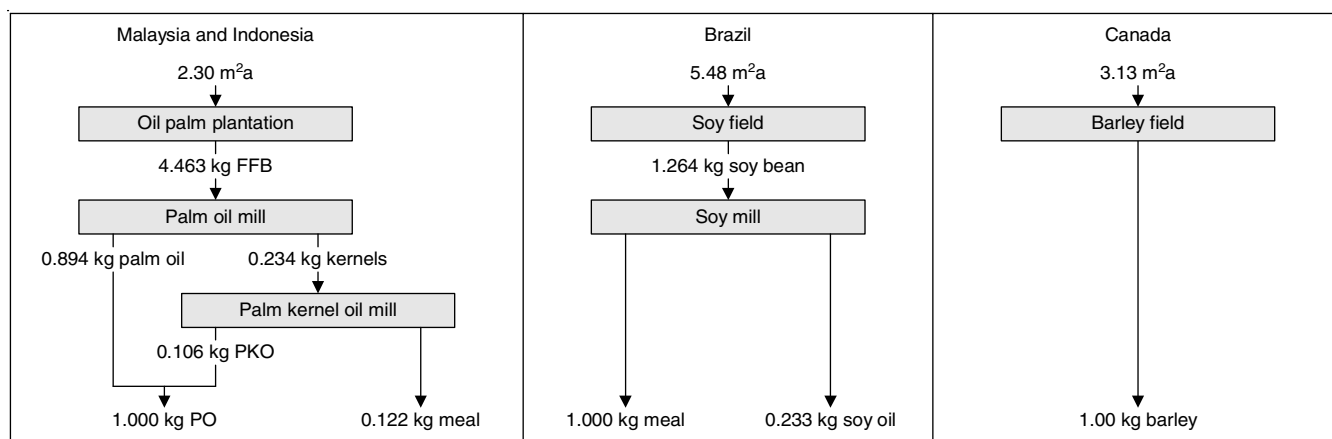 Malaysia and Indonesia
2.30 m²a
Oil palm plantation
4.463 kg FFB
Palm oil mill
0.894 kg palm oil
0.234 kg kernels
Palm kernel oil mill
0.106 kg PKO
1.000 kg PO
0.122 kg meal
Brazil
5.48 m²a
Soy field
1.264 kg soy bean
Soy mill
1.000 kg meal
0.233 kg soy oil
Canada
3.13 m²a
Barley field
1.00 kg barley